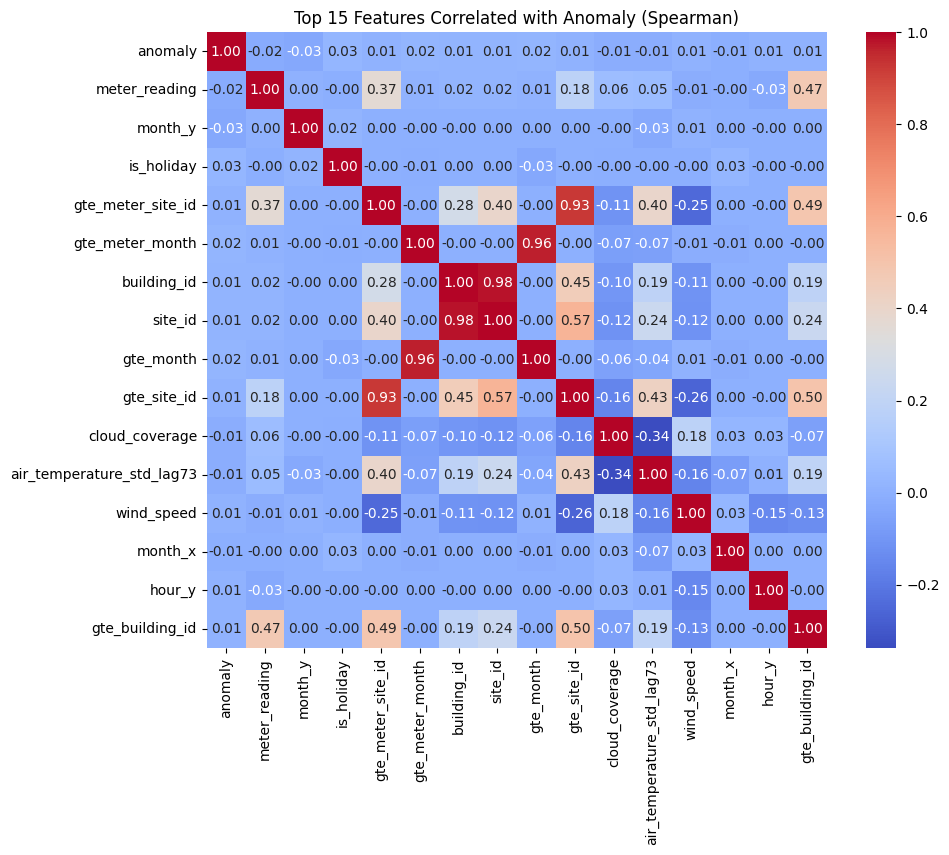 Top 15 Features Correlated with Anomaly (Spearman)
anomaly 1.00 -0.02 -0.03 0.03 0.01 0.02 0.01 0.01 0.02 0.01 -0.01 -0.01 0.01 -0.01 0.01 0.01
meter_reading -0.02 1.00 0.00 -0.00 0.37 0.01 0.02 0.02 0.01 0.18 0.06 0.05 -0.01 -0.00 -0.03 0.47
month_y -0.03 0.00 1.00 0.02 0.00 -0.00 -0.00 0.00 0.00 0.00 -0.00 -0.03 0.01 0.00 -0.00 0.00
is_holiday 0.03 -0.00 0.02 1.00 -0.00 -0.01 0.00 0.00 -0.03 -0.00 -0.00 -0.00 -0.00 0.03 -0.00 -0.00
gte_meter_site_id 0.01 0.37 0.00 -0.00 1.00 -0.00 0.28 0.40 -0.00 0.93 -0.11 0.40 -0.25 0.00 -0.00 0.49
gte_meter_month 0.02 0.01 -0.00 -0.01 -0.00 1.00 -0.00 -0.00 0.96 -0.00 -0.07 -0.07 -0.01 -0.01 0.00 -0.00
building_id 0.01 0.02 -0.00 0.00 0.28 -0.00 1.00 0.98 -0.00 0.45 -0.10 0.19 -0.11 0.00 0.00 0.19
site_id 0.01 0.02 0.00 0.00 0.40 -0.00 0.98 1.00 -0.00 0.57 -0.12 0.24 -0.12 0.00 0.00 0.24
gte_month 0.02 0.01 0.00 -0.03 -0.00 0.96 -0.00 -0.00 1.00 -0.00 -0.06 -0.04 0.01 -0.01 0.00 -0.00
gte_site_id 0.01 0.18 0.00 -0.00 0.93 -0.00 0.45 0.57 -0.00 1.00 -0.16 0.43 -0.26 0.00 -0.00 0.50
cloud_coverage -0.01 0.06 -0.00 -0.00 -0.11 -0.07 -0.10 -0.12 -0.06 -0.16 1.00 -0.34 0.18 0.03 0.03 -0.07
air_temperature_std_lag73 -0.01 0.05 -0.03 -0.00 0.40 -0.07 0.19 0.24 -0.04 0.43 -0.34 1.00 -0.16 -0.07 0.01 0.19
wind_speed 0.01 -0.01 0.01 -0.00 -0.25 -0.01 -0.11 -0.12 0.01 -0.26 0.18 -0.16 1.00 0.03 -0.15 -0.13
month_x -0.01 -0.00 0.00 0.03 0.00 -0.01 0.00 0.00 -0.01 0.00 0.03 -0.07 0.03 1.00 0.00 0.00
hour_y 0.01 -0.03 -0.00 -0.00 -0.00 0.00 0.00 0.00 0.00 -0.00 0.03 0.01 -0.15 0.00 1.00 -0.00
gte_building_id 0.01 0.47 0.00 -0.00 0.49 -0.00 0.19 0.24 -0.00 0.50 -0.07 0.19 -0.13 0.00 -0.00 1.00
anomaly
meter_reading
month_y
is_holiday
gte_meter_site_id
gte_meter_month
building_id
site_id
gte_month
gte_site_id
cloud_coverage
air_temperature_std_lag73
wind_speed
month_x
hour_y
gte_building_id
1.0
0.8
0.6
0.4
0.2
0.0
−0.2